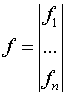 f₁
f = ...
fₙ